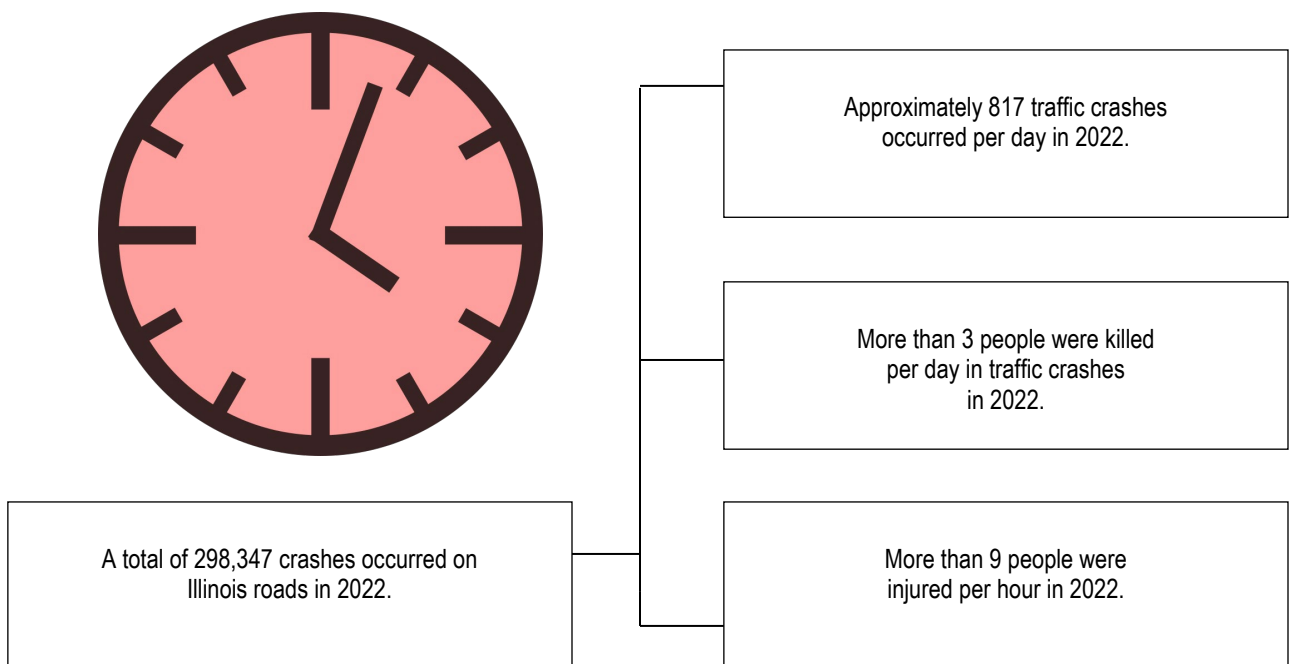 Approximately 817 traffic crashes
occurred per day in 2022.
More than 3 people were killed
per day in traffic crashes
in 2022.
A total of 298,347 crashes occurred on
Illinois roads in 2022.
More than 9 people were
injured per hour in 2022.